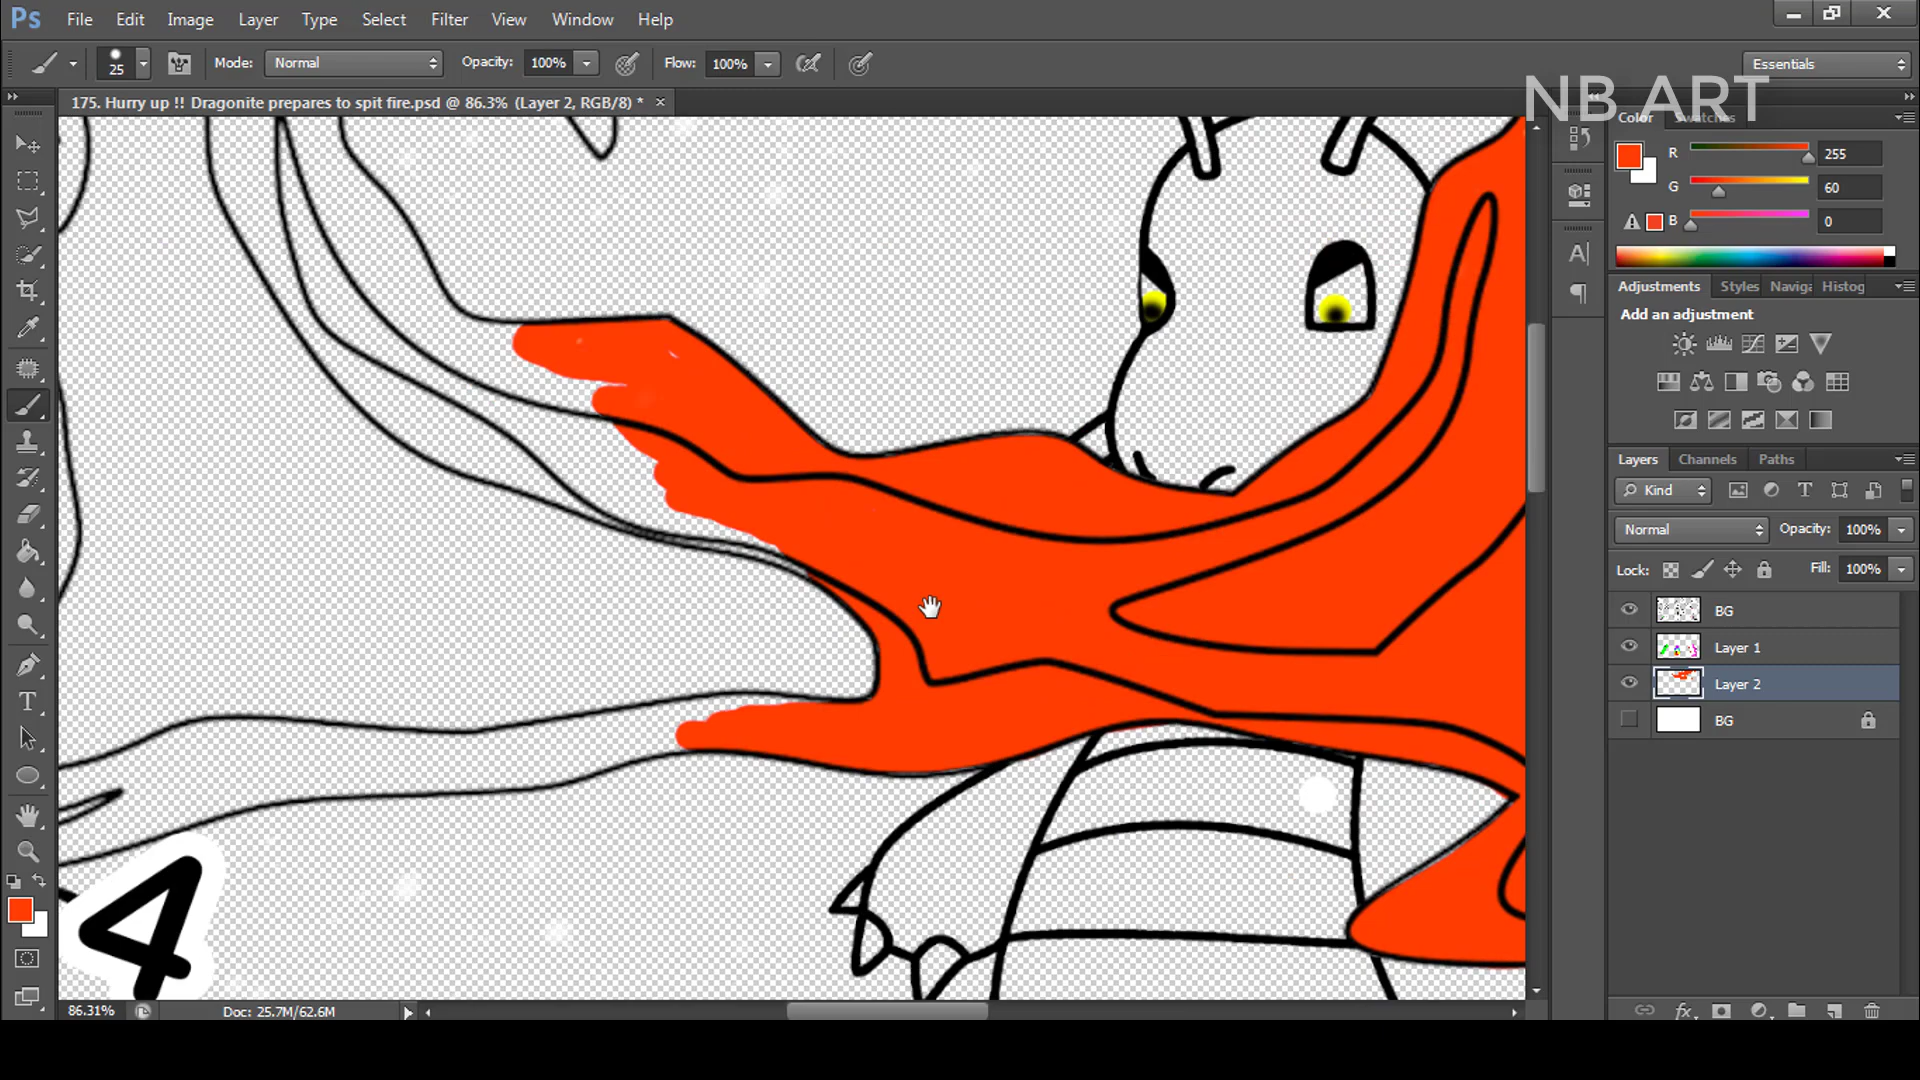 Ps File Edit Image Layer Type Select Filter View Window Help
25 Mode: Normal Opacity: 100% Flow: 100% Essentials
NB ART
175. Hurry up !! Dragonite prepares to spit fire.psd @ 86.3% (Layer 2, RGB/8) * ×
Color Swatches
R 255
G 60
B 0
Adjustments Styles Naviga Histog
Add an adjustment
Layers Channels Paths
Kind
Normal Opacity: 100%
Lock: Fill: 100%
BG
Layer 1
Layer 2
BG
4
86.31% Doc: 25.7M/62.6M